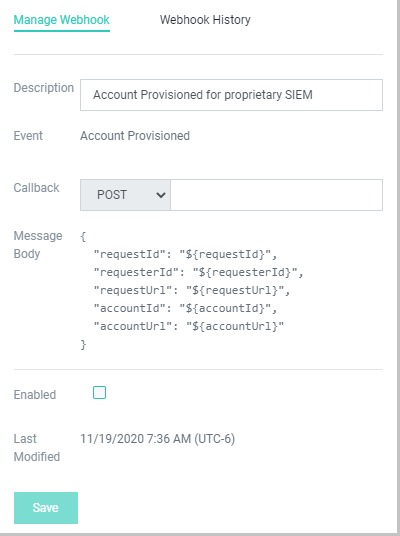 Manage Webhook Webhook History
Description Account Provisioned for proprietary SIEM
Event Account Provisioned
Callback POST
Message Body
{
"requestId": "${requestId}",
"requesterId": "${requesterId}",
"requestUrl": "${requestUrl}",
"accountId": "${accountId}",
"accountUrl": "${accountUrl}"
}
Enabled
Last Modified 11/19/2020 7:36 AM (UTC-6)
Save